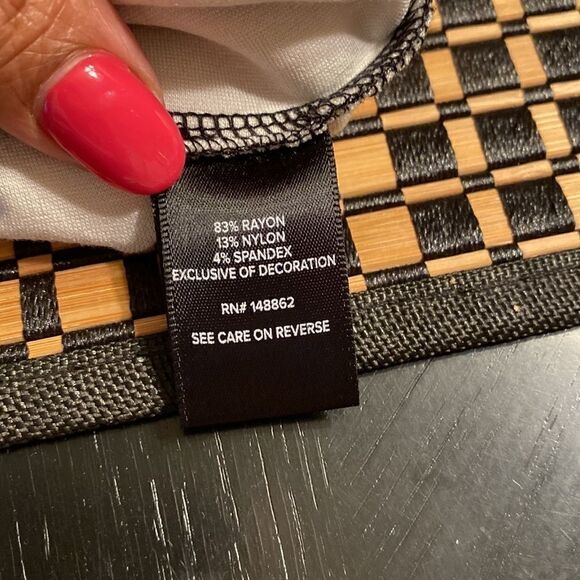 83% RAYON
13% NYLON
4% SPANDEX
EXCLUSIVE OF DECORATION
RN# 148862
SEE CARE ON REVERSE